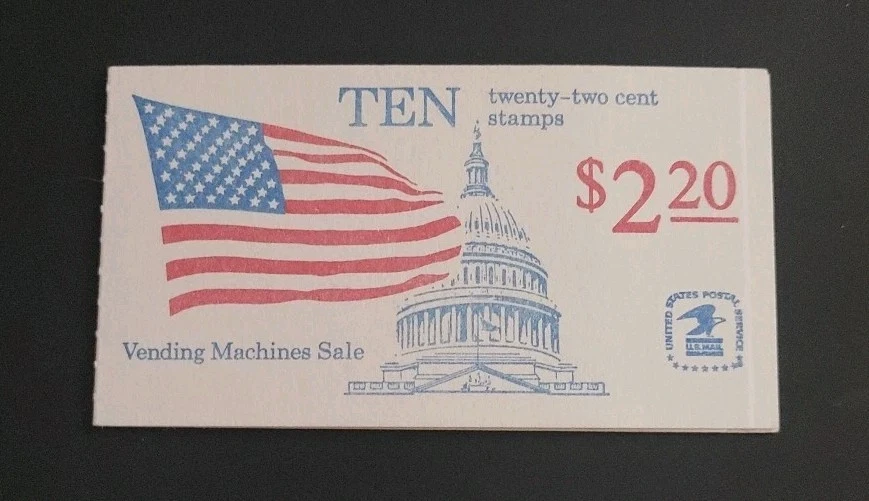 TEN
twenty-two cent
stamps
$2 20
Vending Machines Sale
UNITED STATES POSTAL SERVICE
U.S. MAIL